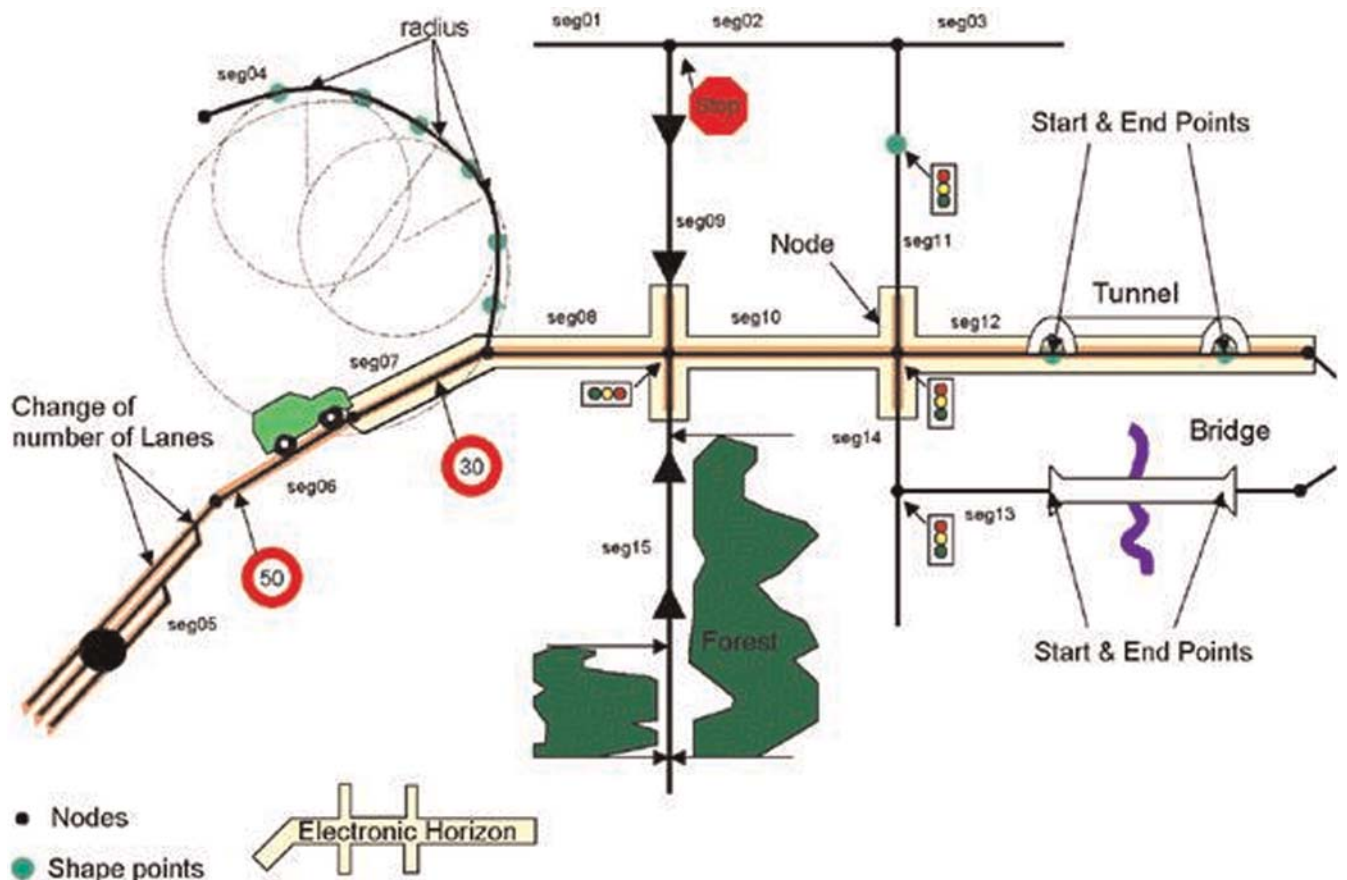 radius
seg01
seg02
seg03
seg04
Stop
Start & End Points
seg09
Node
seg11
Tunnel
seg08
seg10
seg12
seg07
Change of
number of Lanes
30
seg14
Bridge
seg06
seg13
50
seg15
seg05
Forest
Start & End Points
Nodes
Electronic Horizon
Shape points